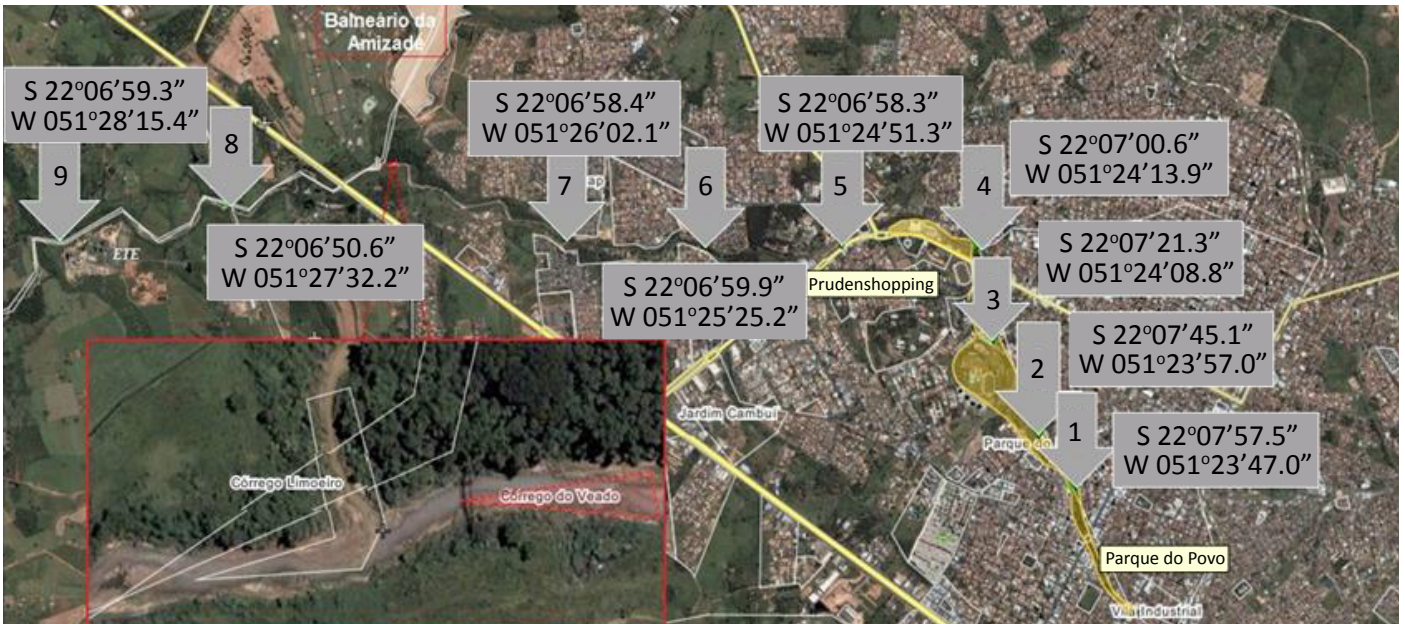 Balneário da
Amizade
S 22°06’59.3”
W 051°28’15.4”
S 22°06’58.4”
W 051°26’02.1”
S 22°06’58.3”
W 051°24’51.3”
S 22°07’00.6”
W 051°24’13.9”
9
8
7
ap
6
5
4
ETE
S 22°06’50.6”
W 051°27’32.2”
S 22°06’59.9”
W 051°25’25.2”
Prudenshopping
S 22°07’21.3”
W 051°24’08.8”
3
S 22°07’45.1”
W 051°23’57.0”
2
Jardim Cambuí
Parque do
1
S 22°07’57.5”
W 051°23’47.0”
Córrego Limoeiro
Córrego do Veado
Parque do Povo
Vila Industrial